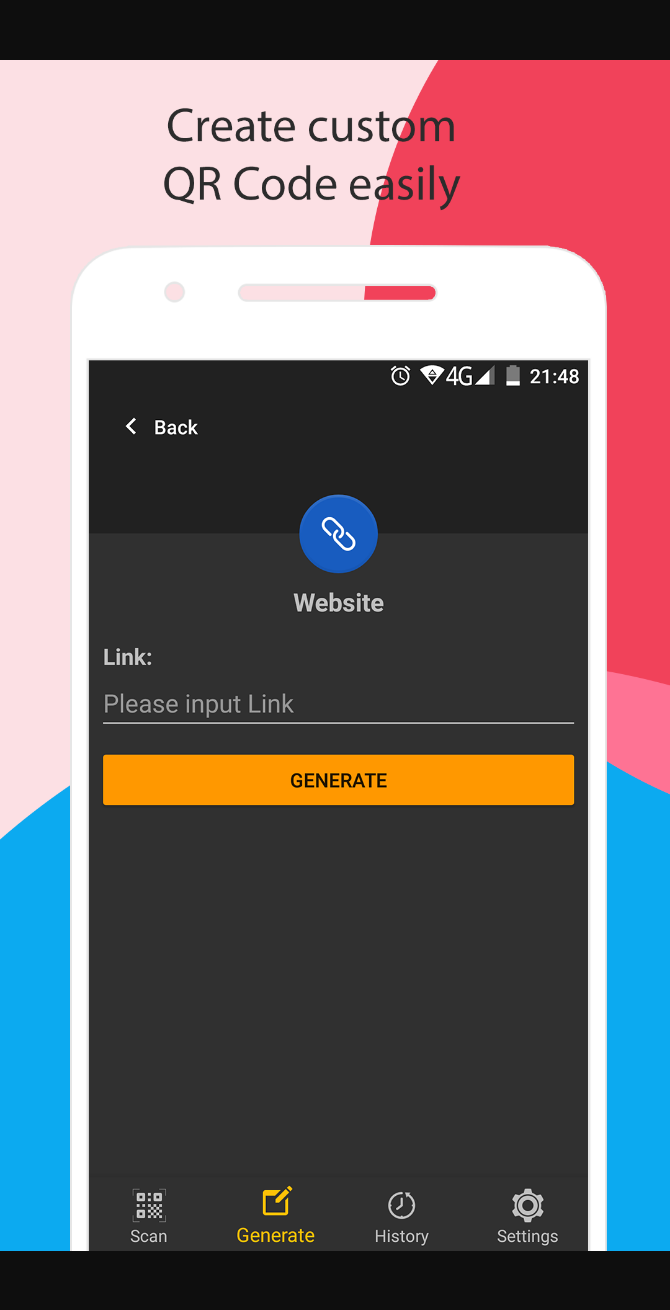 Create custom
QR Code easily
4G 21:48
Back
Website
Link:
Please input Link
GENERATE
Scan Generate History Settings